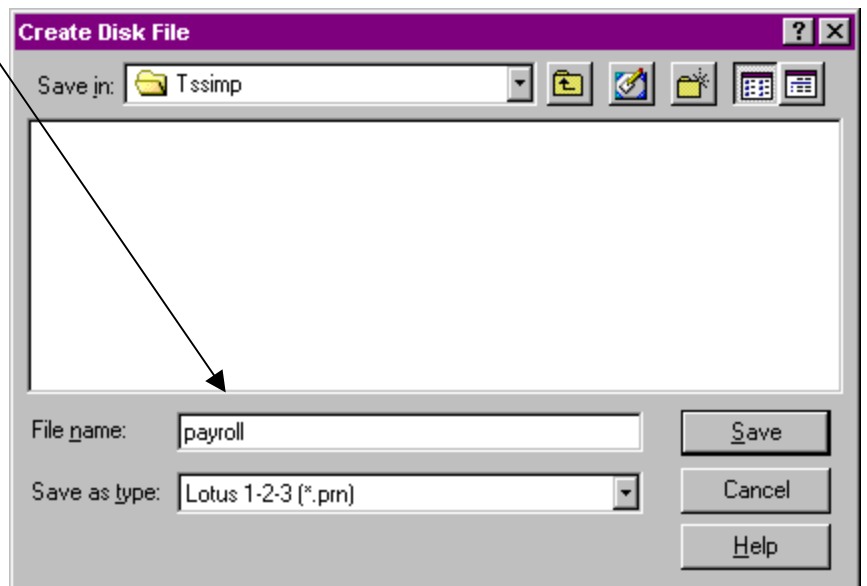 Create Disk File
Save in: Tssimp
File name: payroll Save
Save as type: Lotus 1-2-3 (*.prn) Cancel
Help